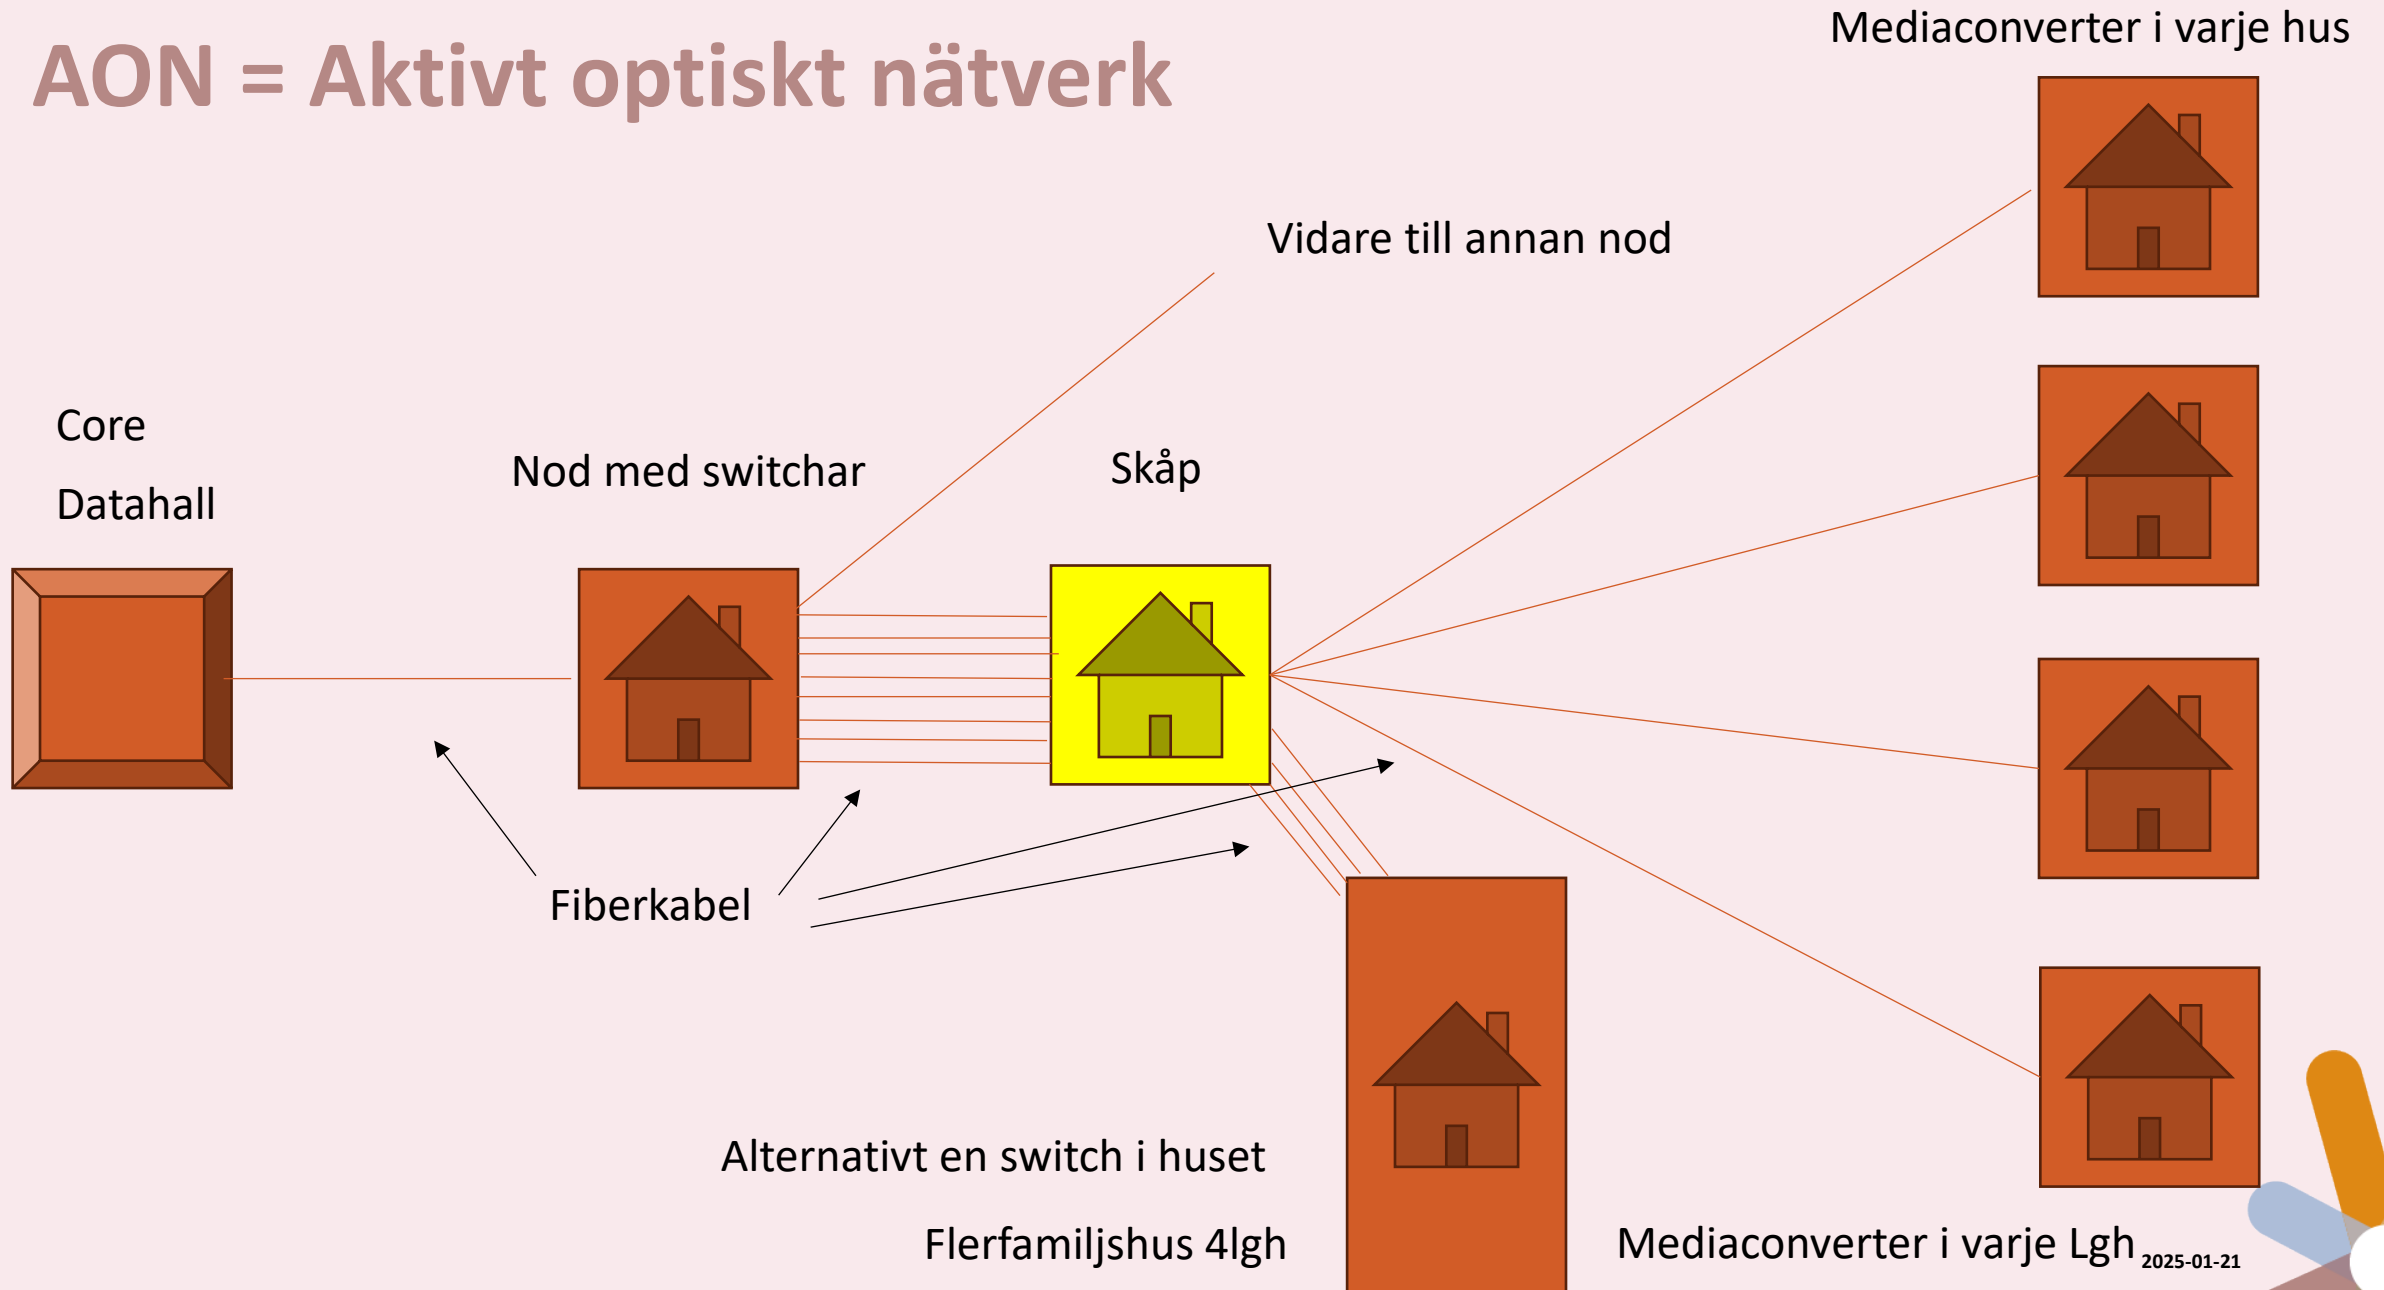 AON = Aktivt optiskt nätverk
Mediaconverter i varje hus
Vidare till annan nod
Core
Datahall
Nod med switchar
Skåp
Fiberkabel
Alternativt en switch i huset
Flerfamiljshus 4lgh
Mediaconverter i varje Lgh
2025-01-21